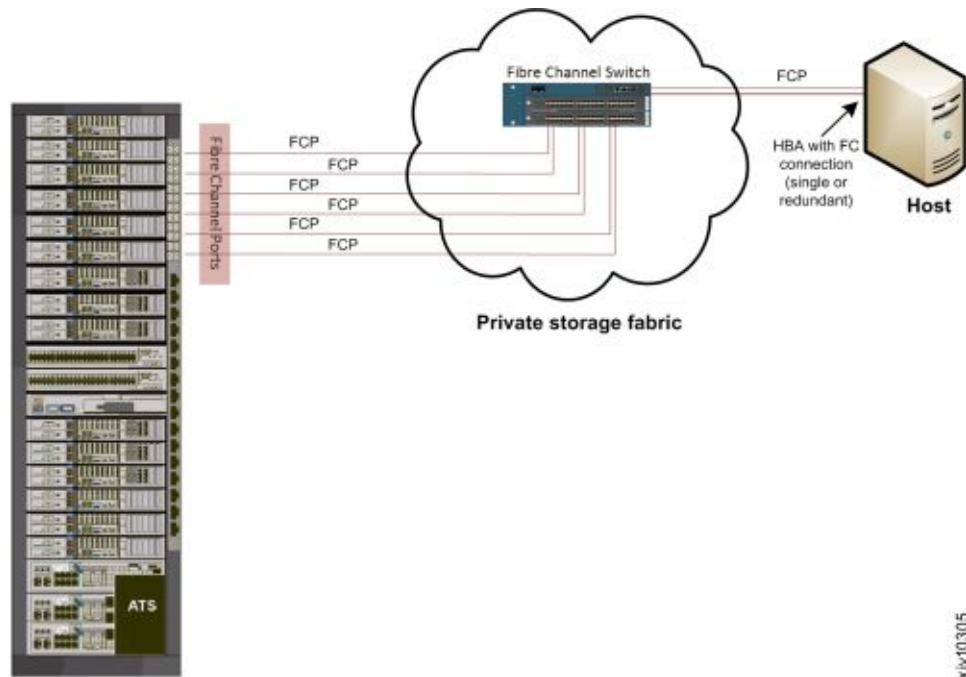 Fibre Channel Switch
FCP
HBA with FC
connection
(single or
redundant)
Host
Fibre Channel Ports
FCP
FCP
FCP
FCP
FCP
FCP
Private storage fabric
ATS
xiv10305